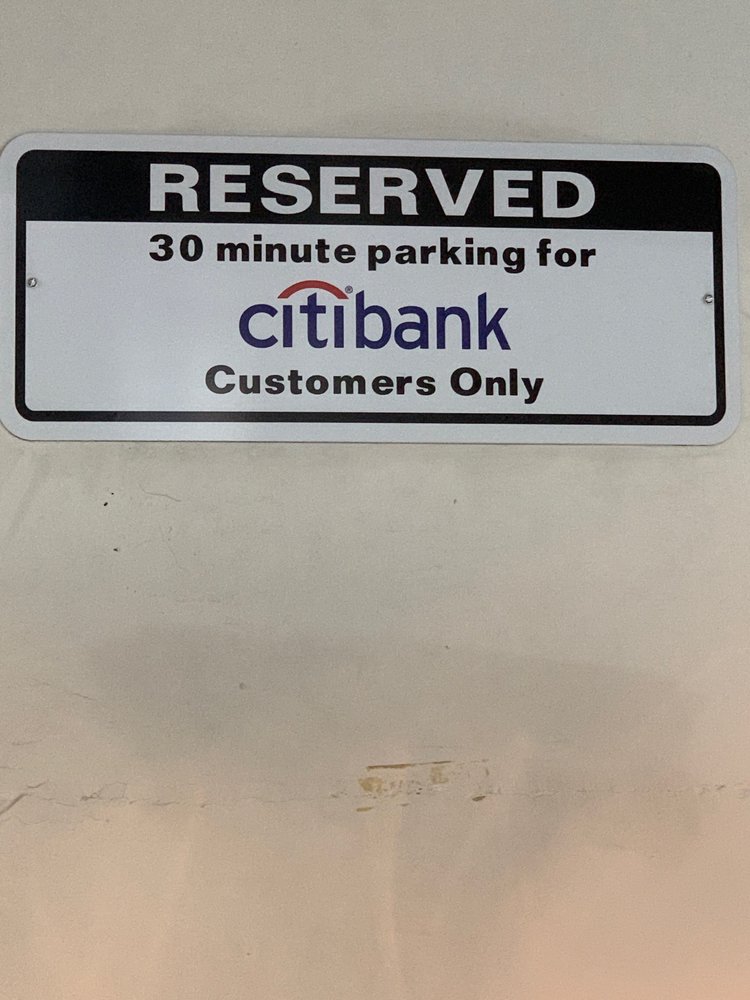 RESERVED
30 minute parking for
citibank®
Customers Only